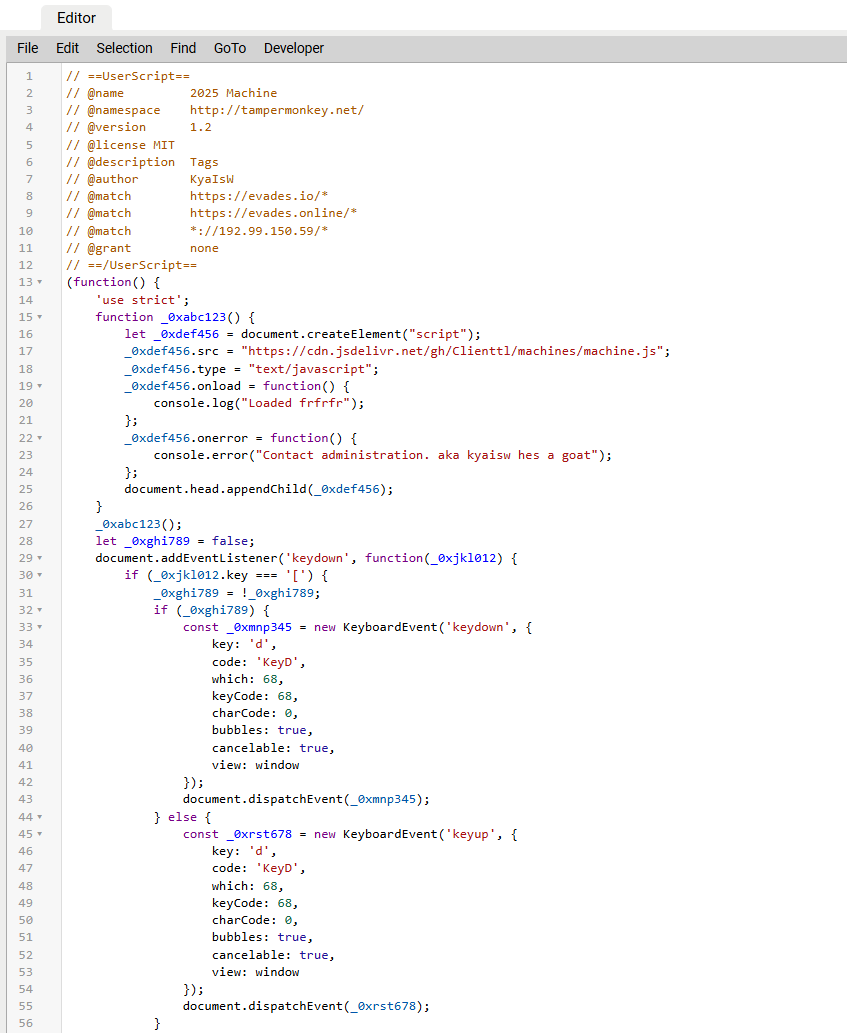 Editor
File Edit Selection Find GoTo Developer
1 // ==UserScript==
2 // @name         2025 Machine
3 // @namespace    http://tampermonkey.net/
4 // @version      1.2
5 // @license MIT
6 // @description  Tags
7 // @author       KyaIsW
8 // @match        https://evades.io/*
9 // @match        https://evades.online/*
10 // @match        *://192.99.150.59/*
11 // @grant        none
12 // ==/UserScript==
13 (function() {
14     'use strict';
15     function _0xabc123() {
16         let _0xdef456 = document.createElement("script");
17         _0xdef456.src = "https://cdn.jsdelivr.net/gh/Clienttl/machines/machine.js";
18         _0xdef456.type = "text/javascript";
19         _0xdef456.onload = function() {
20             console.log("Loaded frfrfr");
21         };
22         _0xdef456.onerror = function() {
23             console.error("Contact administration. aka kyaisw hes a goat");
24         };
25         document.head.appendChild(_0xdef456);
26     }
27     _0xabc123();
28     let _0xghi789 = false;
29     document.addEventListener('keydown', function(_0xjkl012) {
30         if (_0xjkl012.key === '[') {
31             _0xghi789 = !_0xghi789;
32             if (_0xghi789) {
33                 const _0xmnp345 = new KeyboardEvent('keydown', {
34                     key: 'd',
35                     code: 'KeyD',
36                     which: 68,
37                     keyCode: 68,
38                     charCode: 0,
39                     bubbles: true,
40                     cancelable: true,
41                     view: window
42                 });
43                 document.dispatchEvent(_0xmnp345);
44             } else {
45                 const _0xrst678 = new KeyboardEvent('keyup', {
46                     key: 'd',
47                     code: 'KeyD',
48                     which: 68,
49                     keyCode: 68,
50                     charCode: 0,
51                     bubbles: true,
52                     cancelable: true,
53                     view: window
54                 });
55                 document.dispatchEvent(_0xrst678);
56             }